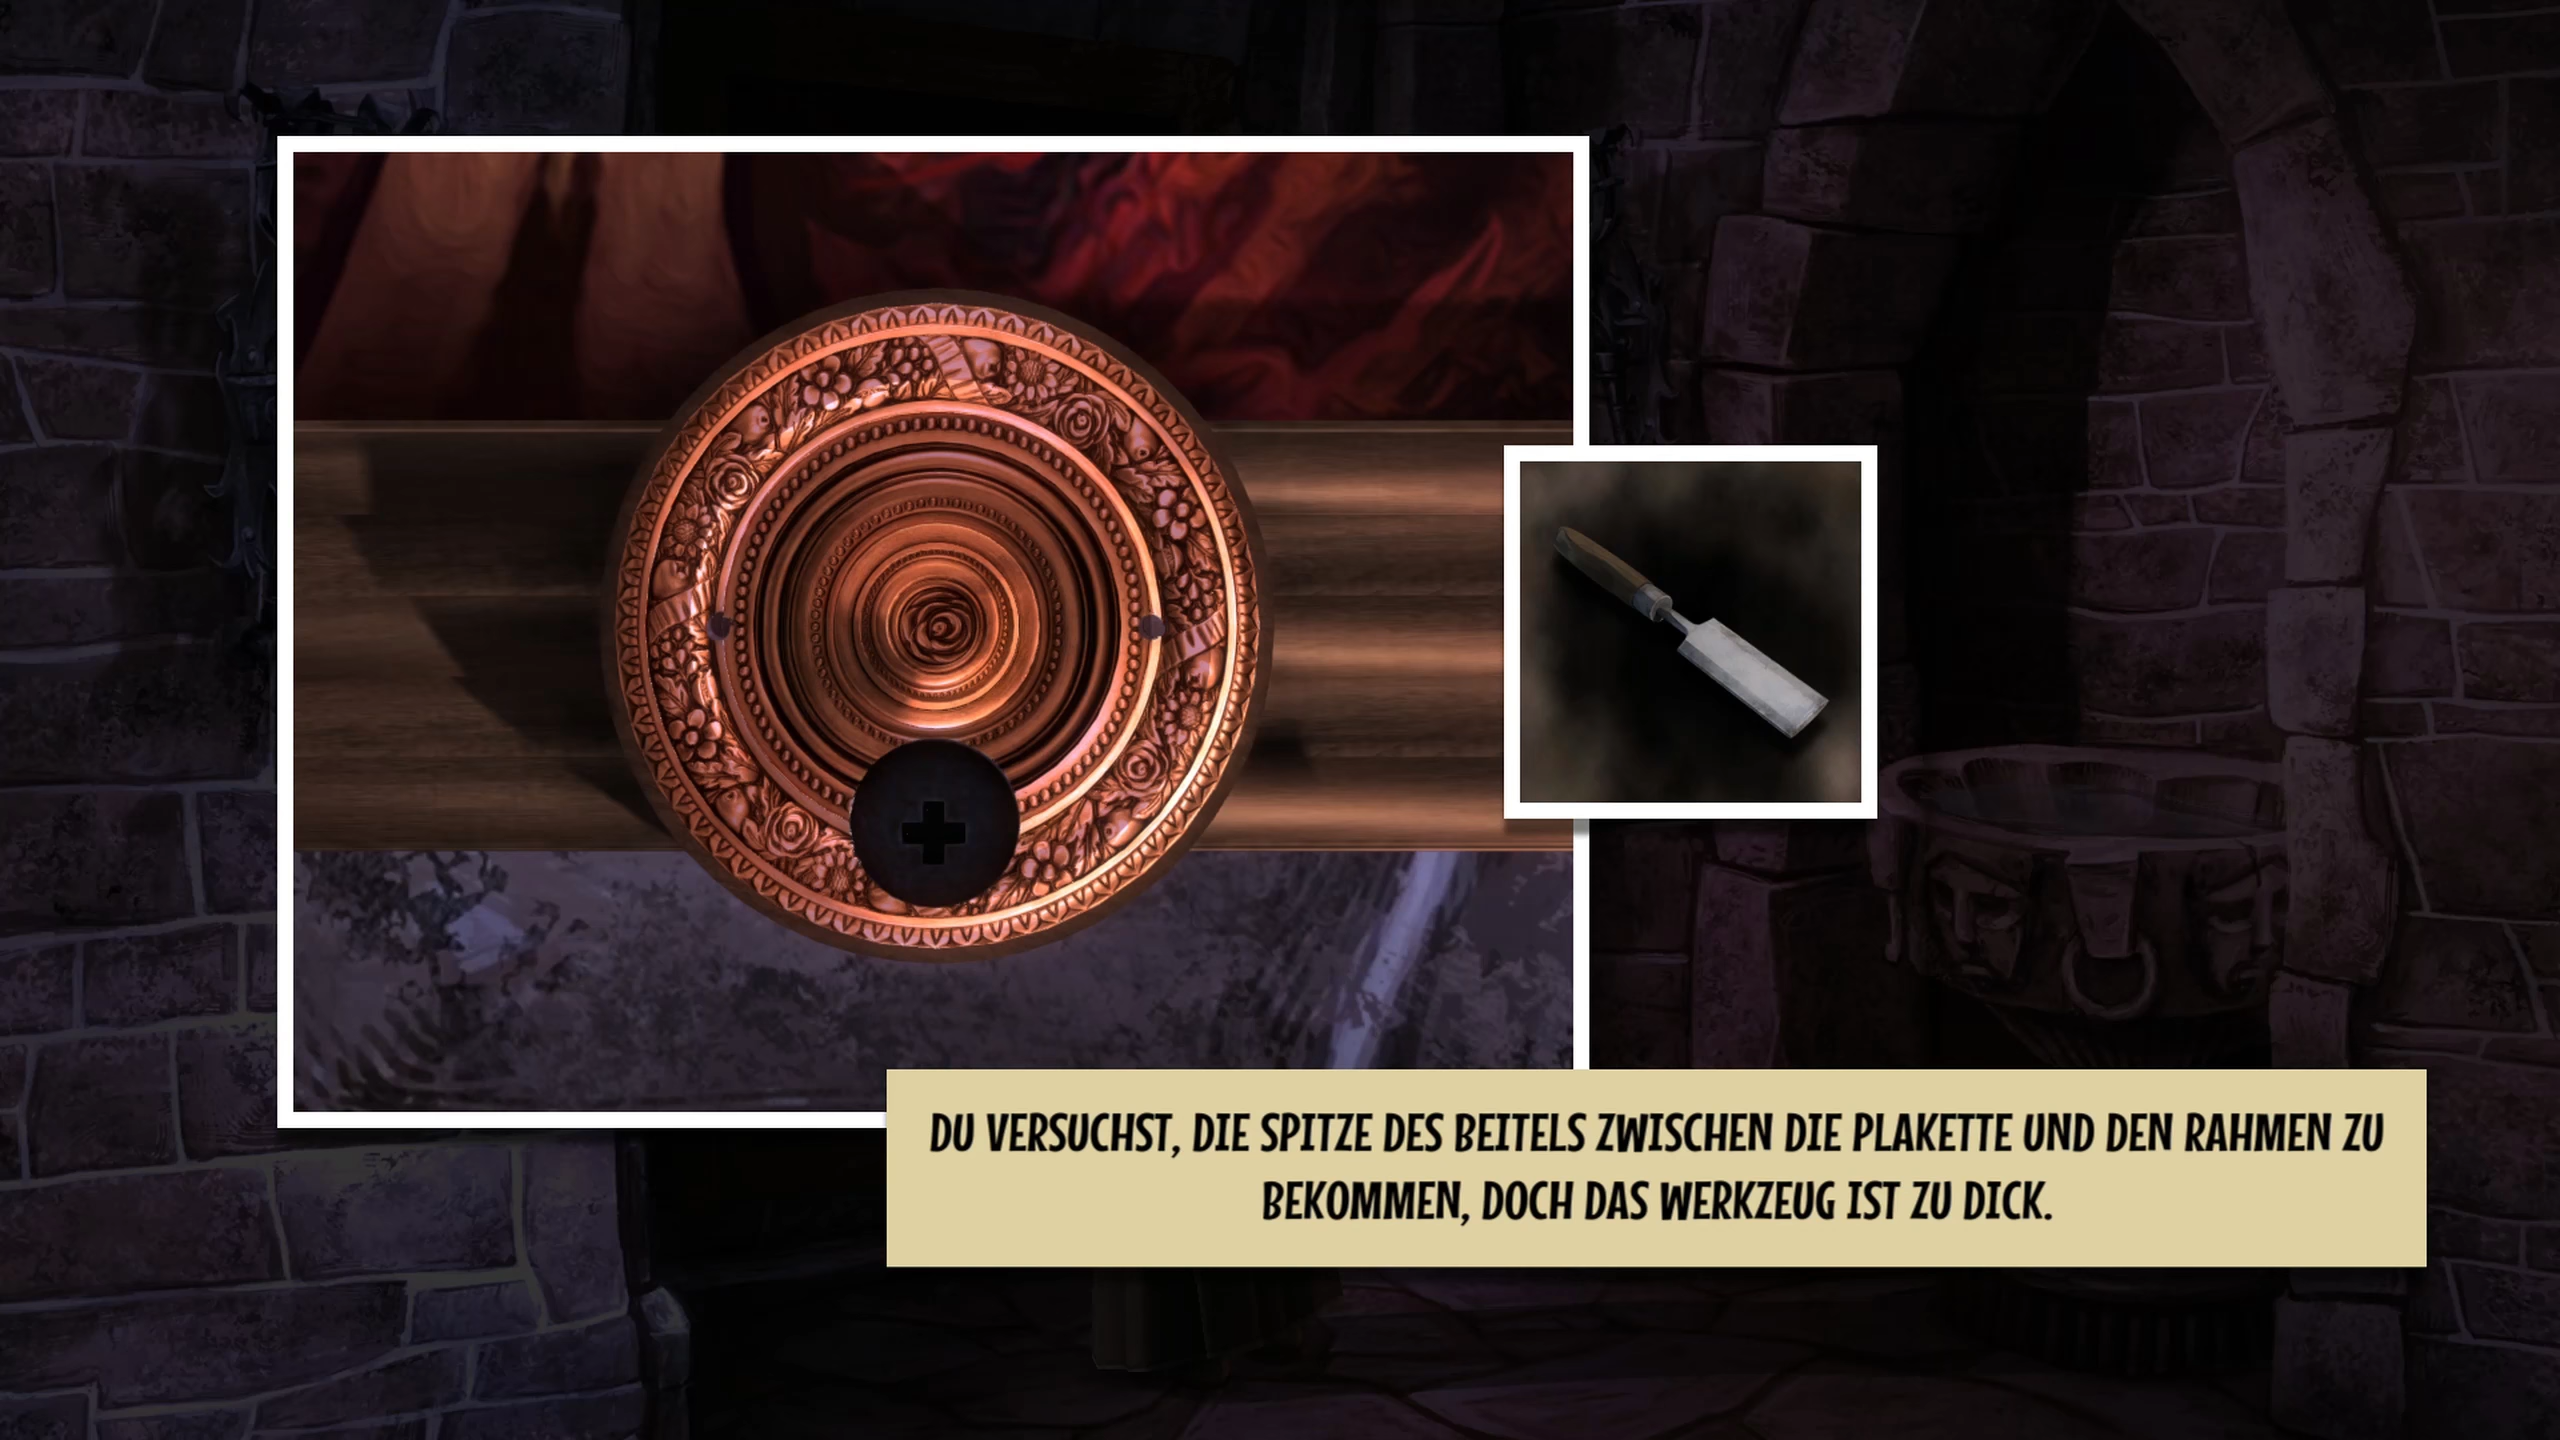 DU VERSUCHST, DIE SPITZE DES BEITELS ZWISCHEN DIE PLAKETTE UND DEN RAHMEN ZU
BEKOMMEN, DOCH DAS WERKZEUG IST ZU DICK.